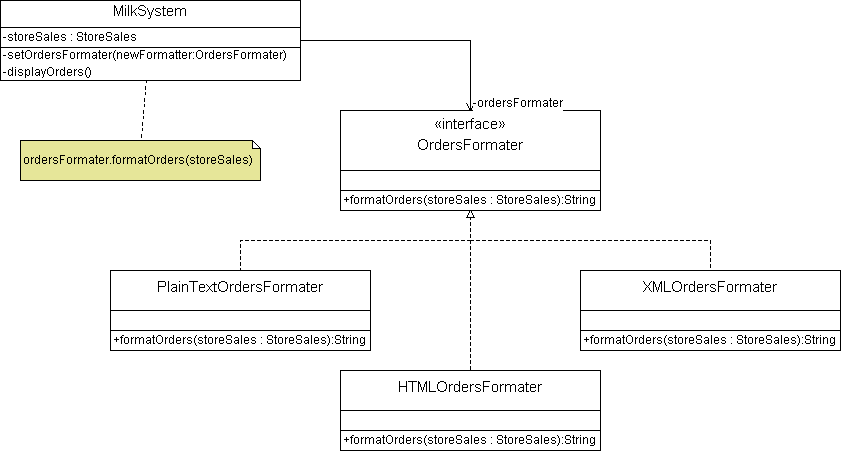 MilkSystem
-storeSales : StoreSales
-setOrdersFormater(newFormatter:OrdersFormater)
-displayOrders()
-ordersFormater
«interface»
OrdersFormater
ordersFormater.formatOrders(storeSales)
+formatOrders(storeSales : StoreSales):String
PlainTextOrdersFormater
+formatOrders(storeSales : StoreSales):String
XMLOrdersFormater
+formatOrders(storeSales : StoreSales):String
HTMLOrdersFormater
+formatOrders(storeSales : StoreSales):String